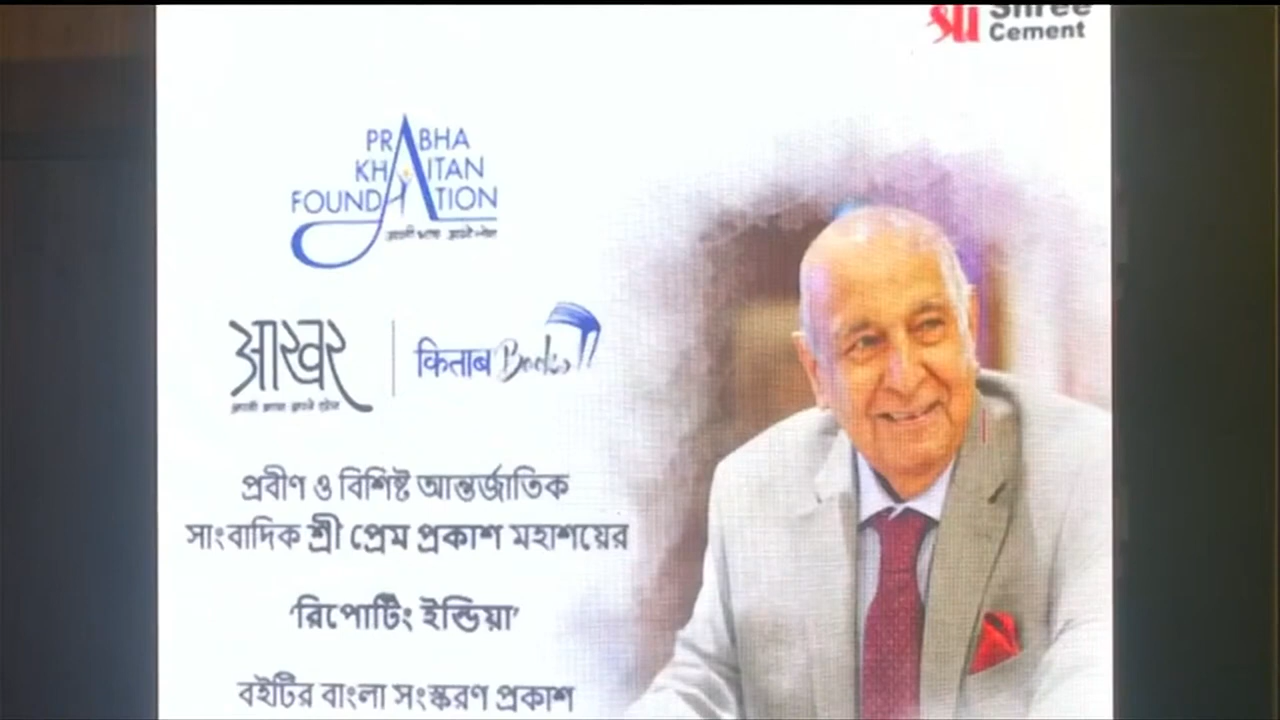 Shree
Cement
PRABHA
KHAITAN
FOUNDATION
आखर
किताब Books
প্রবীণ ও বিশিষ্ট আন্তর্জাতিক
সাংবাদিক শ্রী প্রেম প্রকাশ মহাশয়ের
‘রিপোর্টিং ইন্ডিয়া’
বইটির বাংলা সংস্করণ প্রকাশ